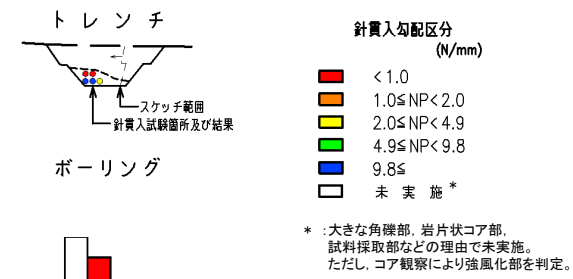 トレンチ
スケッチ範囲
針貫入試験箇所及び結果
ボーリング
針貫入勾配区分
(N/mm)
<1.0
1.0≦NP<2.0
2.0≦NP<4.9
4.9≦NP<9.8
9.8≦
未実施*
* :大きな角礫部, 岩片状コア部,
試料採取部などの理由で未実施。
ただし, コア観察により強風化部を判定。